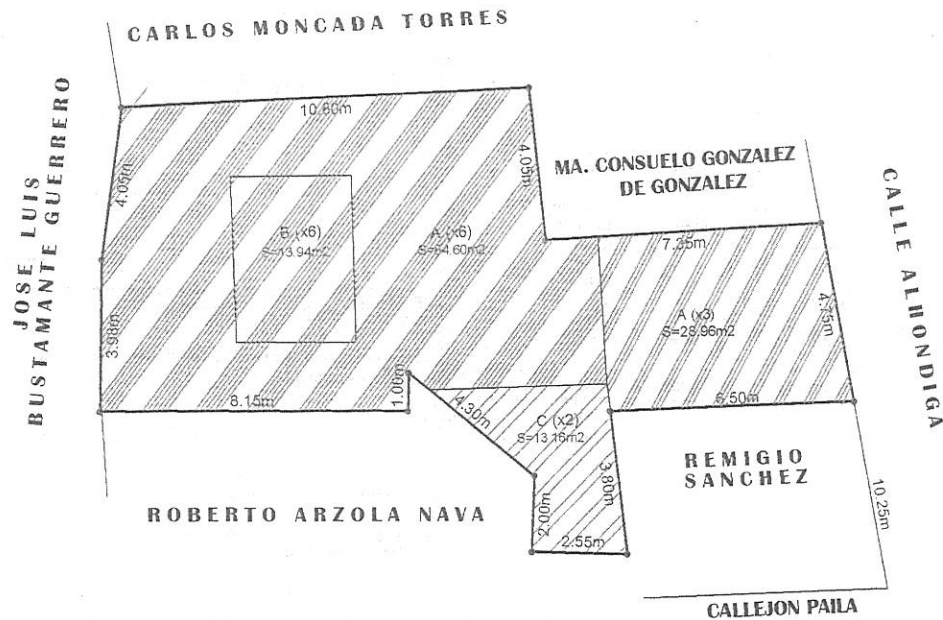 CARLOS MONCADA TORRES
JOSE LUIS
BUSTAMANTE GUERRERO
10.60m
4.05m
4.05m
MA. CONSUELO GONZALEZ
DE GONZALEZ
CALLE ALHONDIGA
B (x6)
S=13.94m2
A (x6)
S=64.60m2
7.35m
A (x3)
S=28.96m2
4.75m
8.15m
1.00m
4.30m
6.50m
C (x2)
S=13.16m2
3.80m
REMIGIO
SANCHEZ
ROBERTO ARZOLA NAVA
2.00m
2.55m
10.25m
CALLEJON PAILA